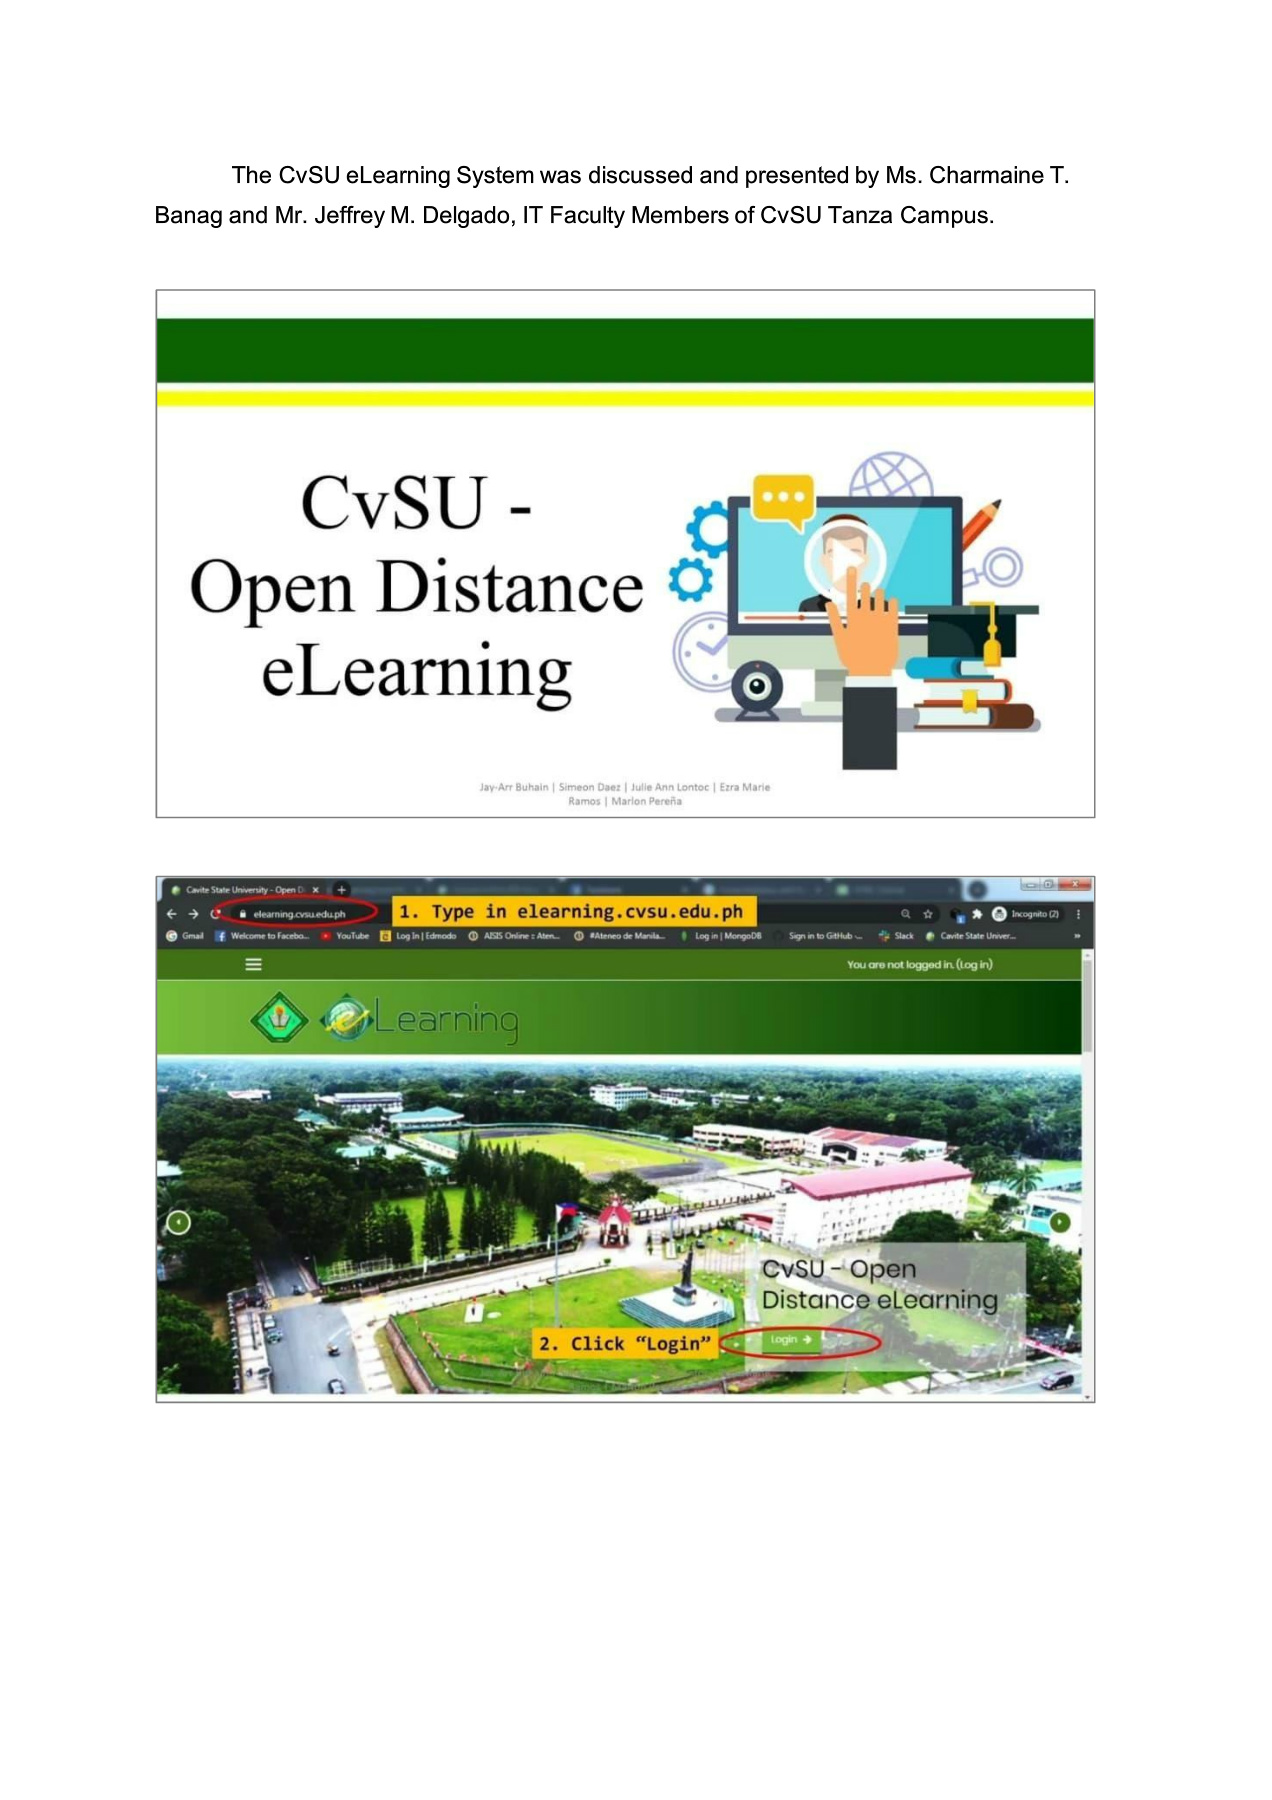 The CvSU eLearning System was discussed and presented by Ms. Charmaine T.
Banag and Mr. Jeffrey M. Delgado, IT Faculty Members of CvSU Tanza Campus.
CvSU -
Open Distance
eLearning
Jay-Arr Buhain | Simeon Daez | Julie Ann Lontoc | Ezra Marie
Ramos | Marlon Pereña
Cavite State University - Open D
elearning.cvsu.edu.ph
1. Type in elearning.cvsu.edu.ph
Incognito (2)
Gmail Welcome to Facebo... YouTube Log In | Edmodo AISIS Online : Aten... #Ateneo de Manila... Log in | MongoDB Sign in to GitHub -... Slack Cavite State Univer... »
You are not logged in. (Log in)
eLearning
CvSU - Open
Distance eLearning
2. Click “Login”
Login